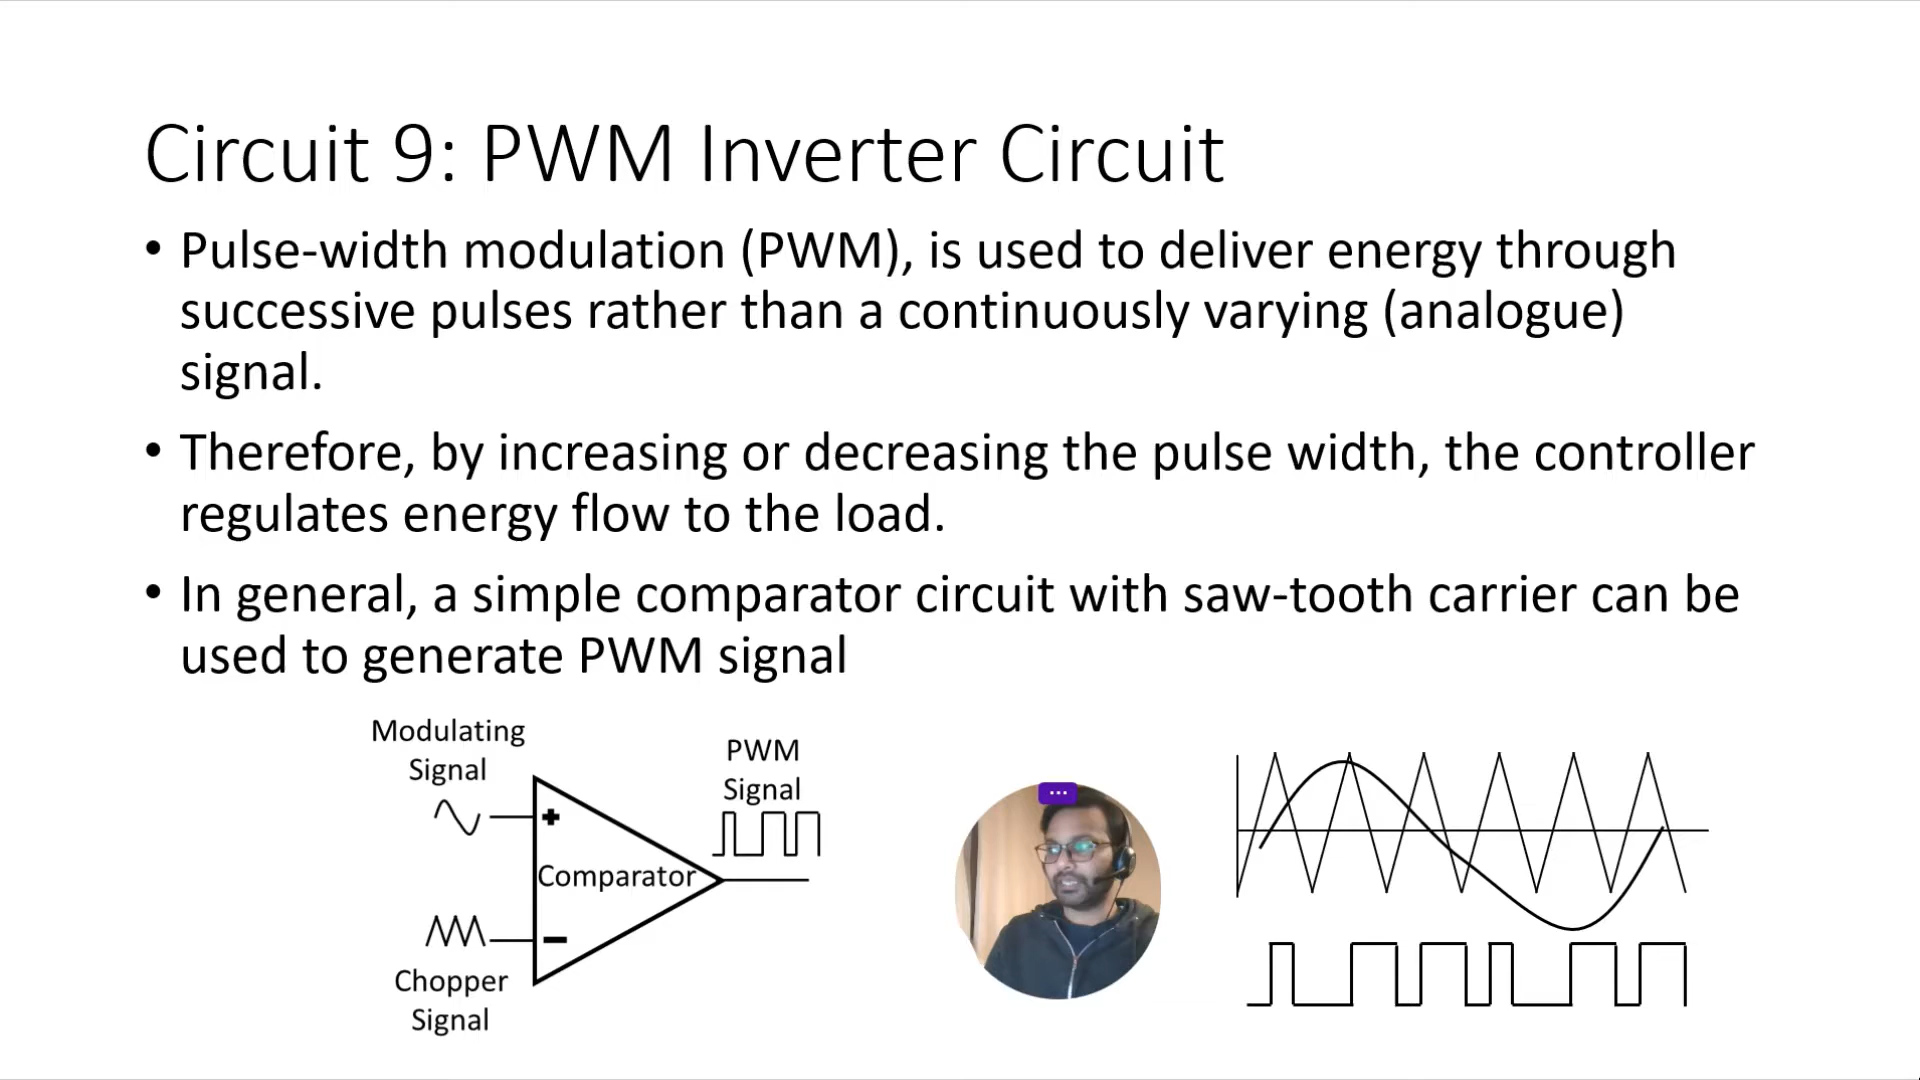 Circuit 9: PWM Inverter Circuit
• Pulse-width modulation (PWM), is used to deliver energy through
successive pulses rather than a continuously varying (analogue)
signal.
• Therefore, by increasing or decreasing the pulse width, the controller
regulates energy flow to the load.
• In general, a simple comparator circuit with saw-tooth carrier can be
used to generate PWM signal
Modulating
Signal
PWM
Signal
+
Comparator
-
Chopper
Signal
...